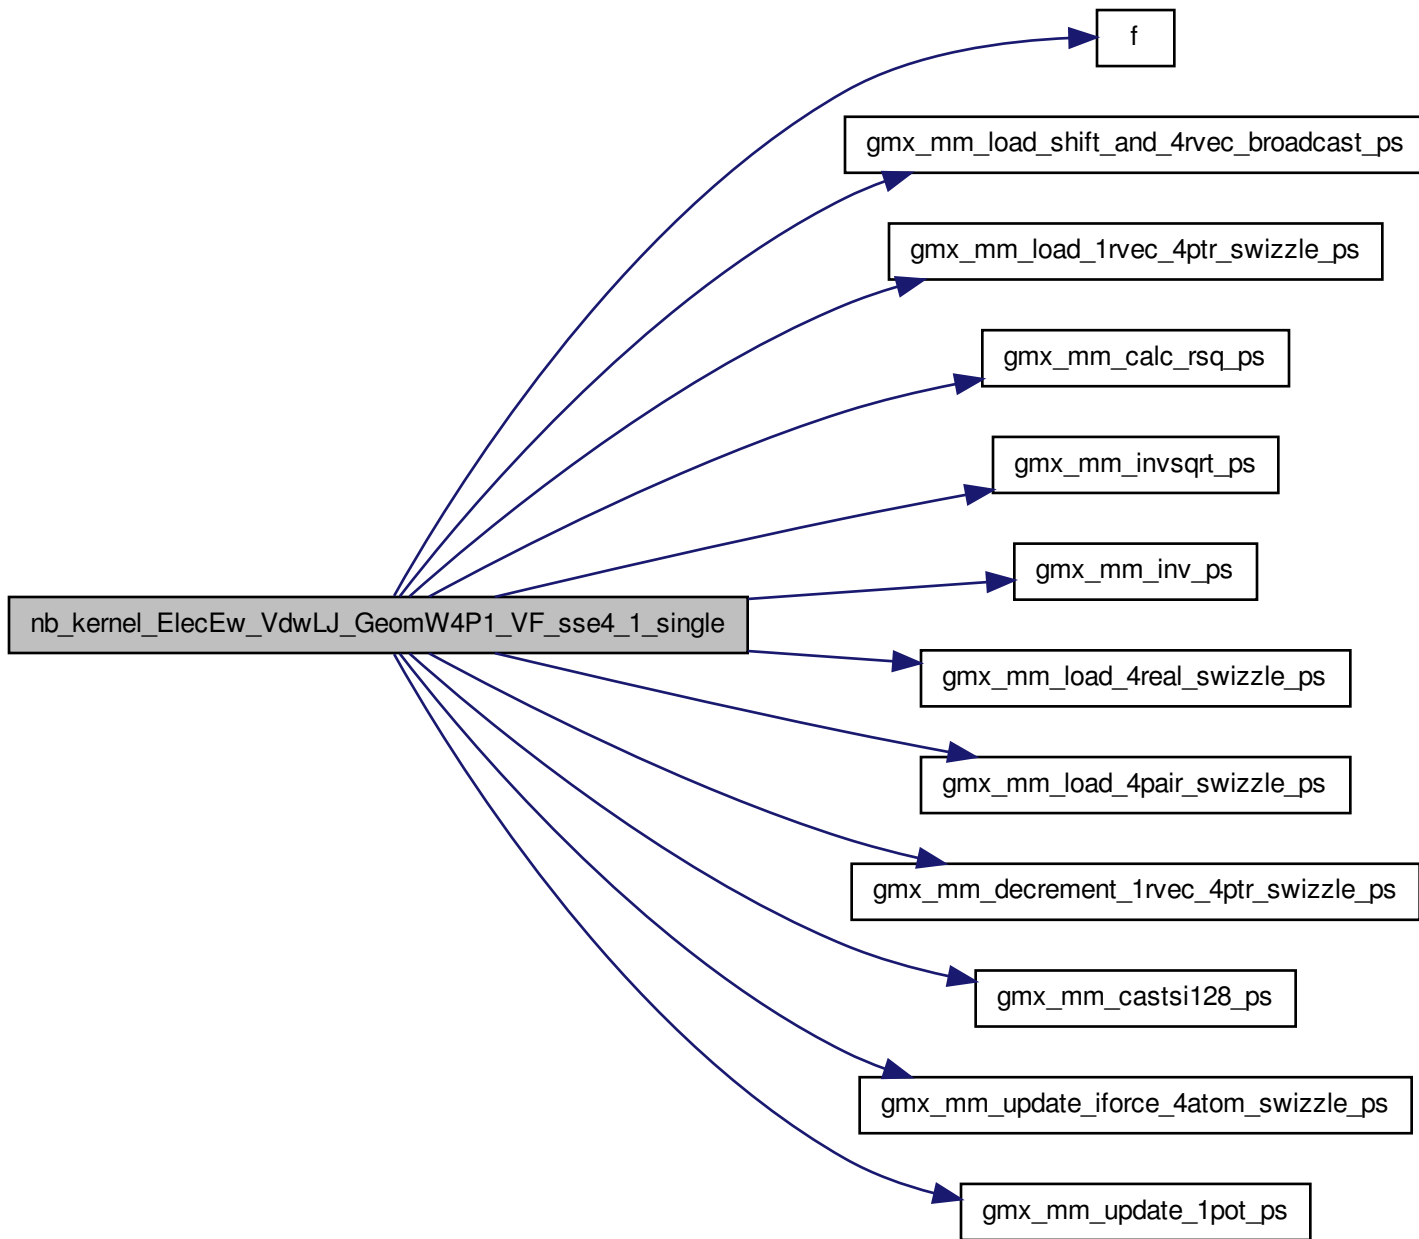 f
gmx_mm_load_shift_and_4rvec_broadcast_ps
gmx_mm_load_1rvec_4ptr_swizzle_ps
gmx_mm_calc_rsq_ps
gmx_mm_invsqrt_ps
gmx_mm_inv_ps
nb_kernel_ElecEw_VdwLJ_GeomW4P1_VF_sse4_1_single
gmx_mm_load_4real_swizzle_ps
gmx_mm_load_4pair_swizzle_ps
gmx_mm_decrement_1rvec_4ptr_swizzle_ps
gmx_mm_castsi128_ps
gmx_mm_update_iforce_4atom_swizzle_ps
gmx_mm_update_1pot_ps